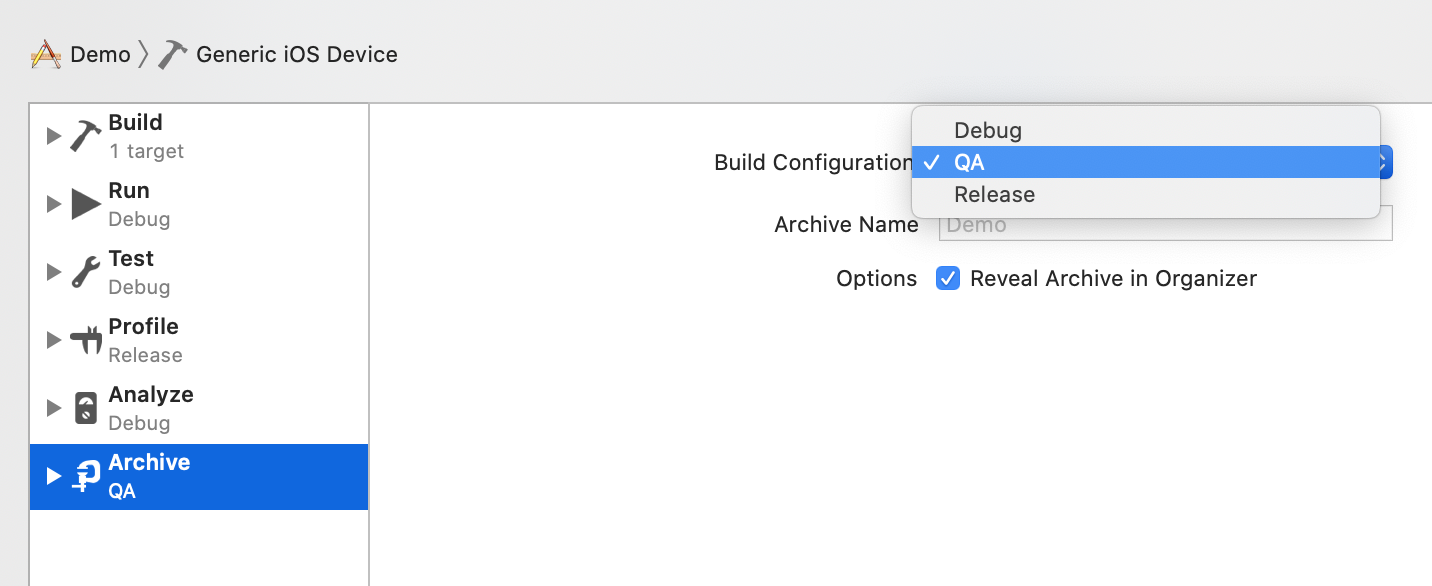 Demo
Generic iOS Device
Build
1 target
Run
Debug
Test
Debug
Profile
Release
Analyze
Debug
Archive
QA
Debug
Build Configuration
QA
Release
Archive Name
Demo
Options
Reveal Archive in Organizer